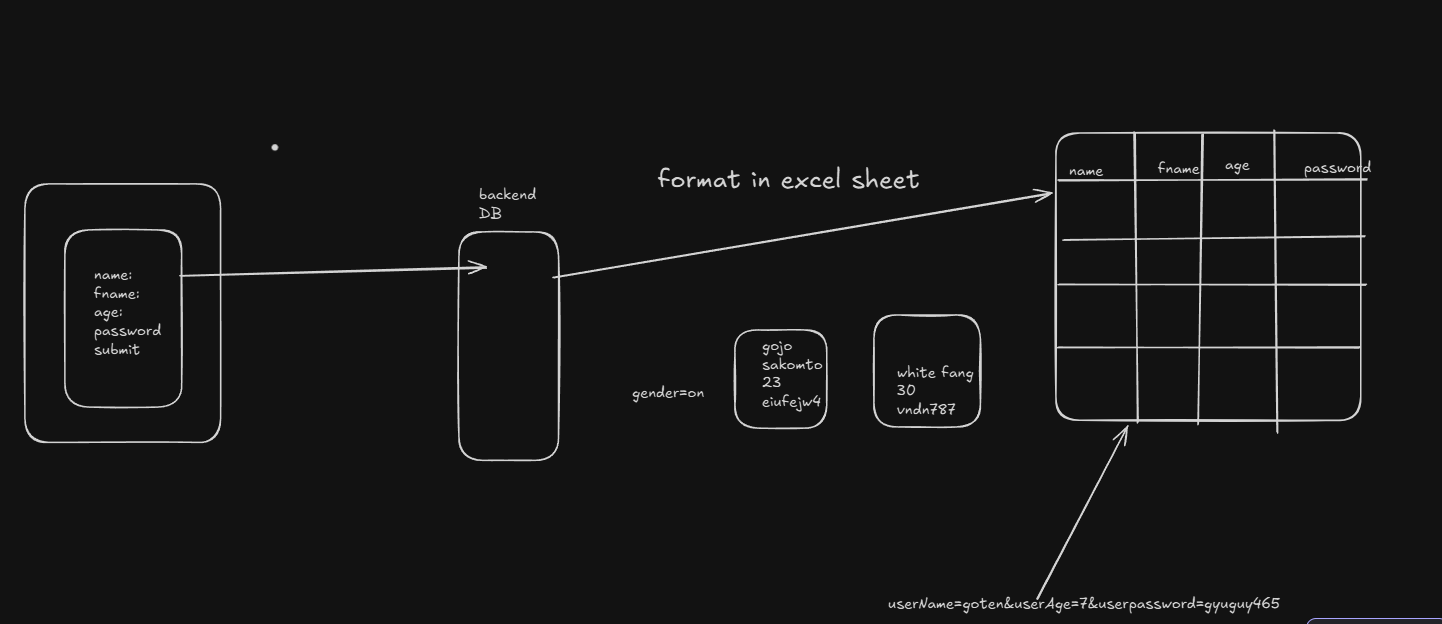 name:
fname:
age:
password
submit
backend
DB
format in excel sheet
gender=on
gojo
sakomto
23
eiufejw4
white fang
30
vndn787
name
fname
age
password
userName=goten&userAge=7&userpassword=gyuguy465